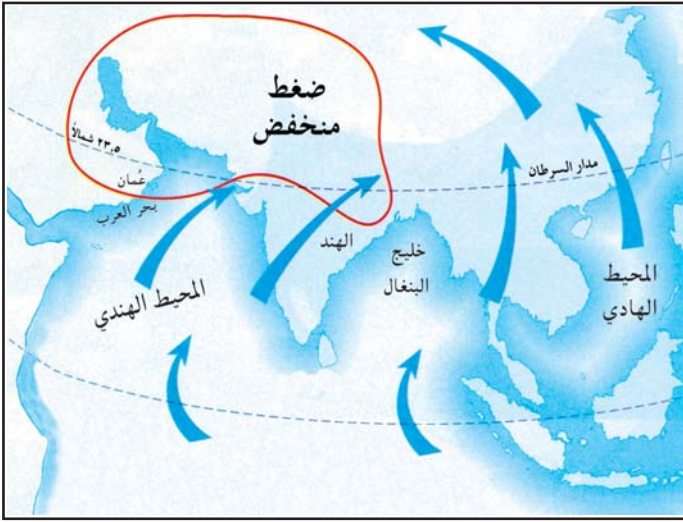 ضغط
منخفض
٢٣,٥ شمالاً
مدار السرطان
عُمان
بحر العرب
الهند
خليج
البنغال
المحيط
الهادي
المحيط الهندي